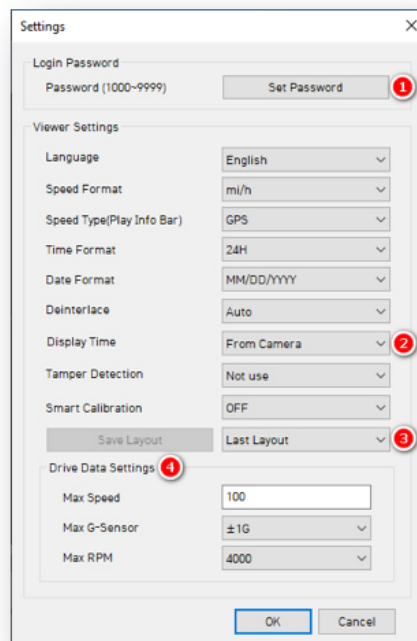 Settings
Login Password
Password (1000~9999) Set Password 1
Viewer Settings
Language English
Speed Format mi/h
Speed Type(Play Info Bar) GPS
Time Format 24H
Date Format MM/DD/YYYY
Deinterlace Auto
Display Time From Camera 2
Tamper Detection Not use
Smart Calibration OFF
Save Layout Last Layout 3
Drive Data Settings 4
Max Speed 100
Max G-Sensor ±1G
Max RPM 4000
OK Cancel